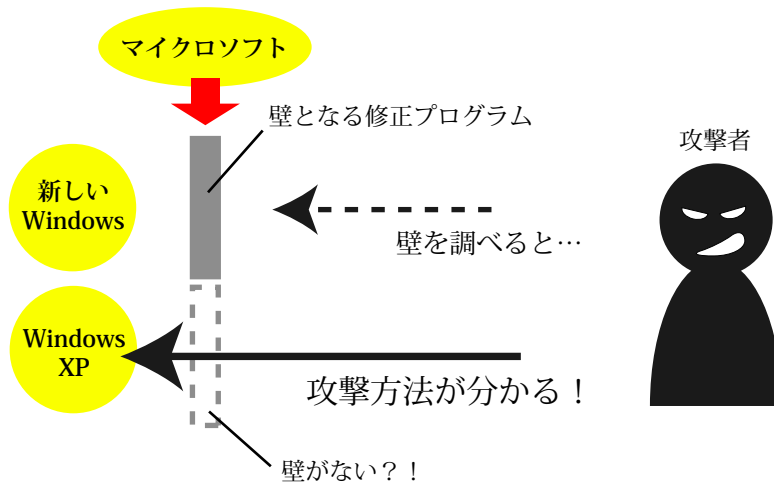 マイクロソフト
壁となる修正プログラム
攻撃者
新しい
Windows
壁を調べると…
Windows
XP
攻撃方法が分かる！
壁がない？！